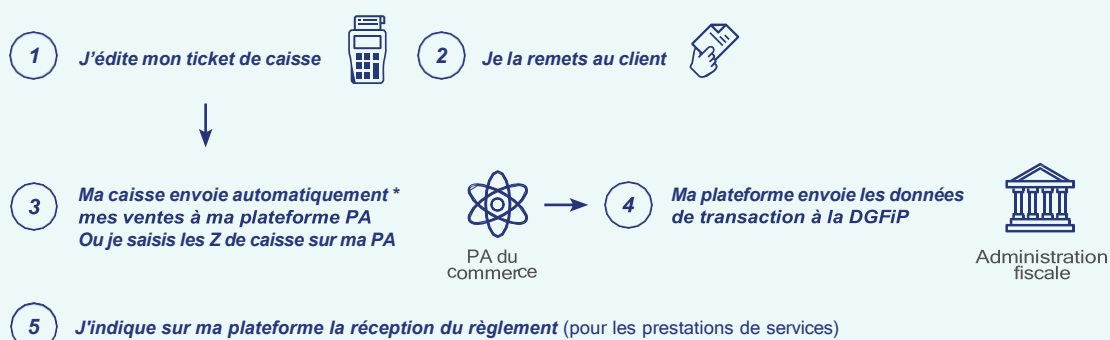 1 J’édite mon ticket de caisse
2 Je la remets au client
3 Ma caisse envoie automatiquement *
mes ventes à ma plateforme PA
Ou je saisis les Z de caisse sur ma PA
PA du
commerce
4 Ma plateforme envoie les données
de transaction à la DGFiP
Administration
fiscale
5 J'indique sur ma plateforme la réception du règlement (pour les prestations de services)